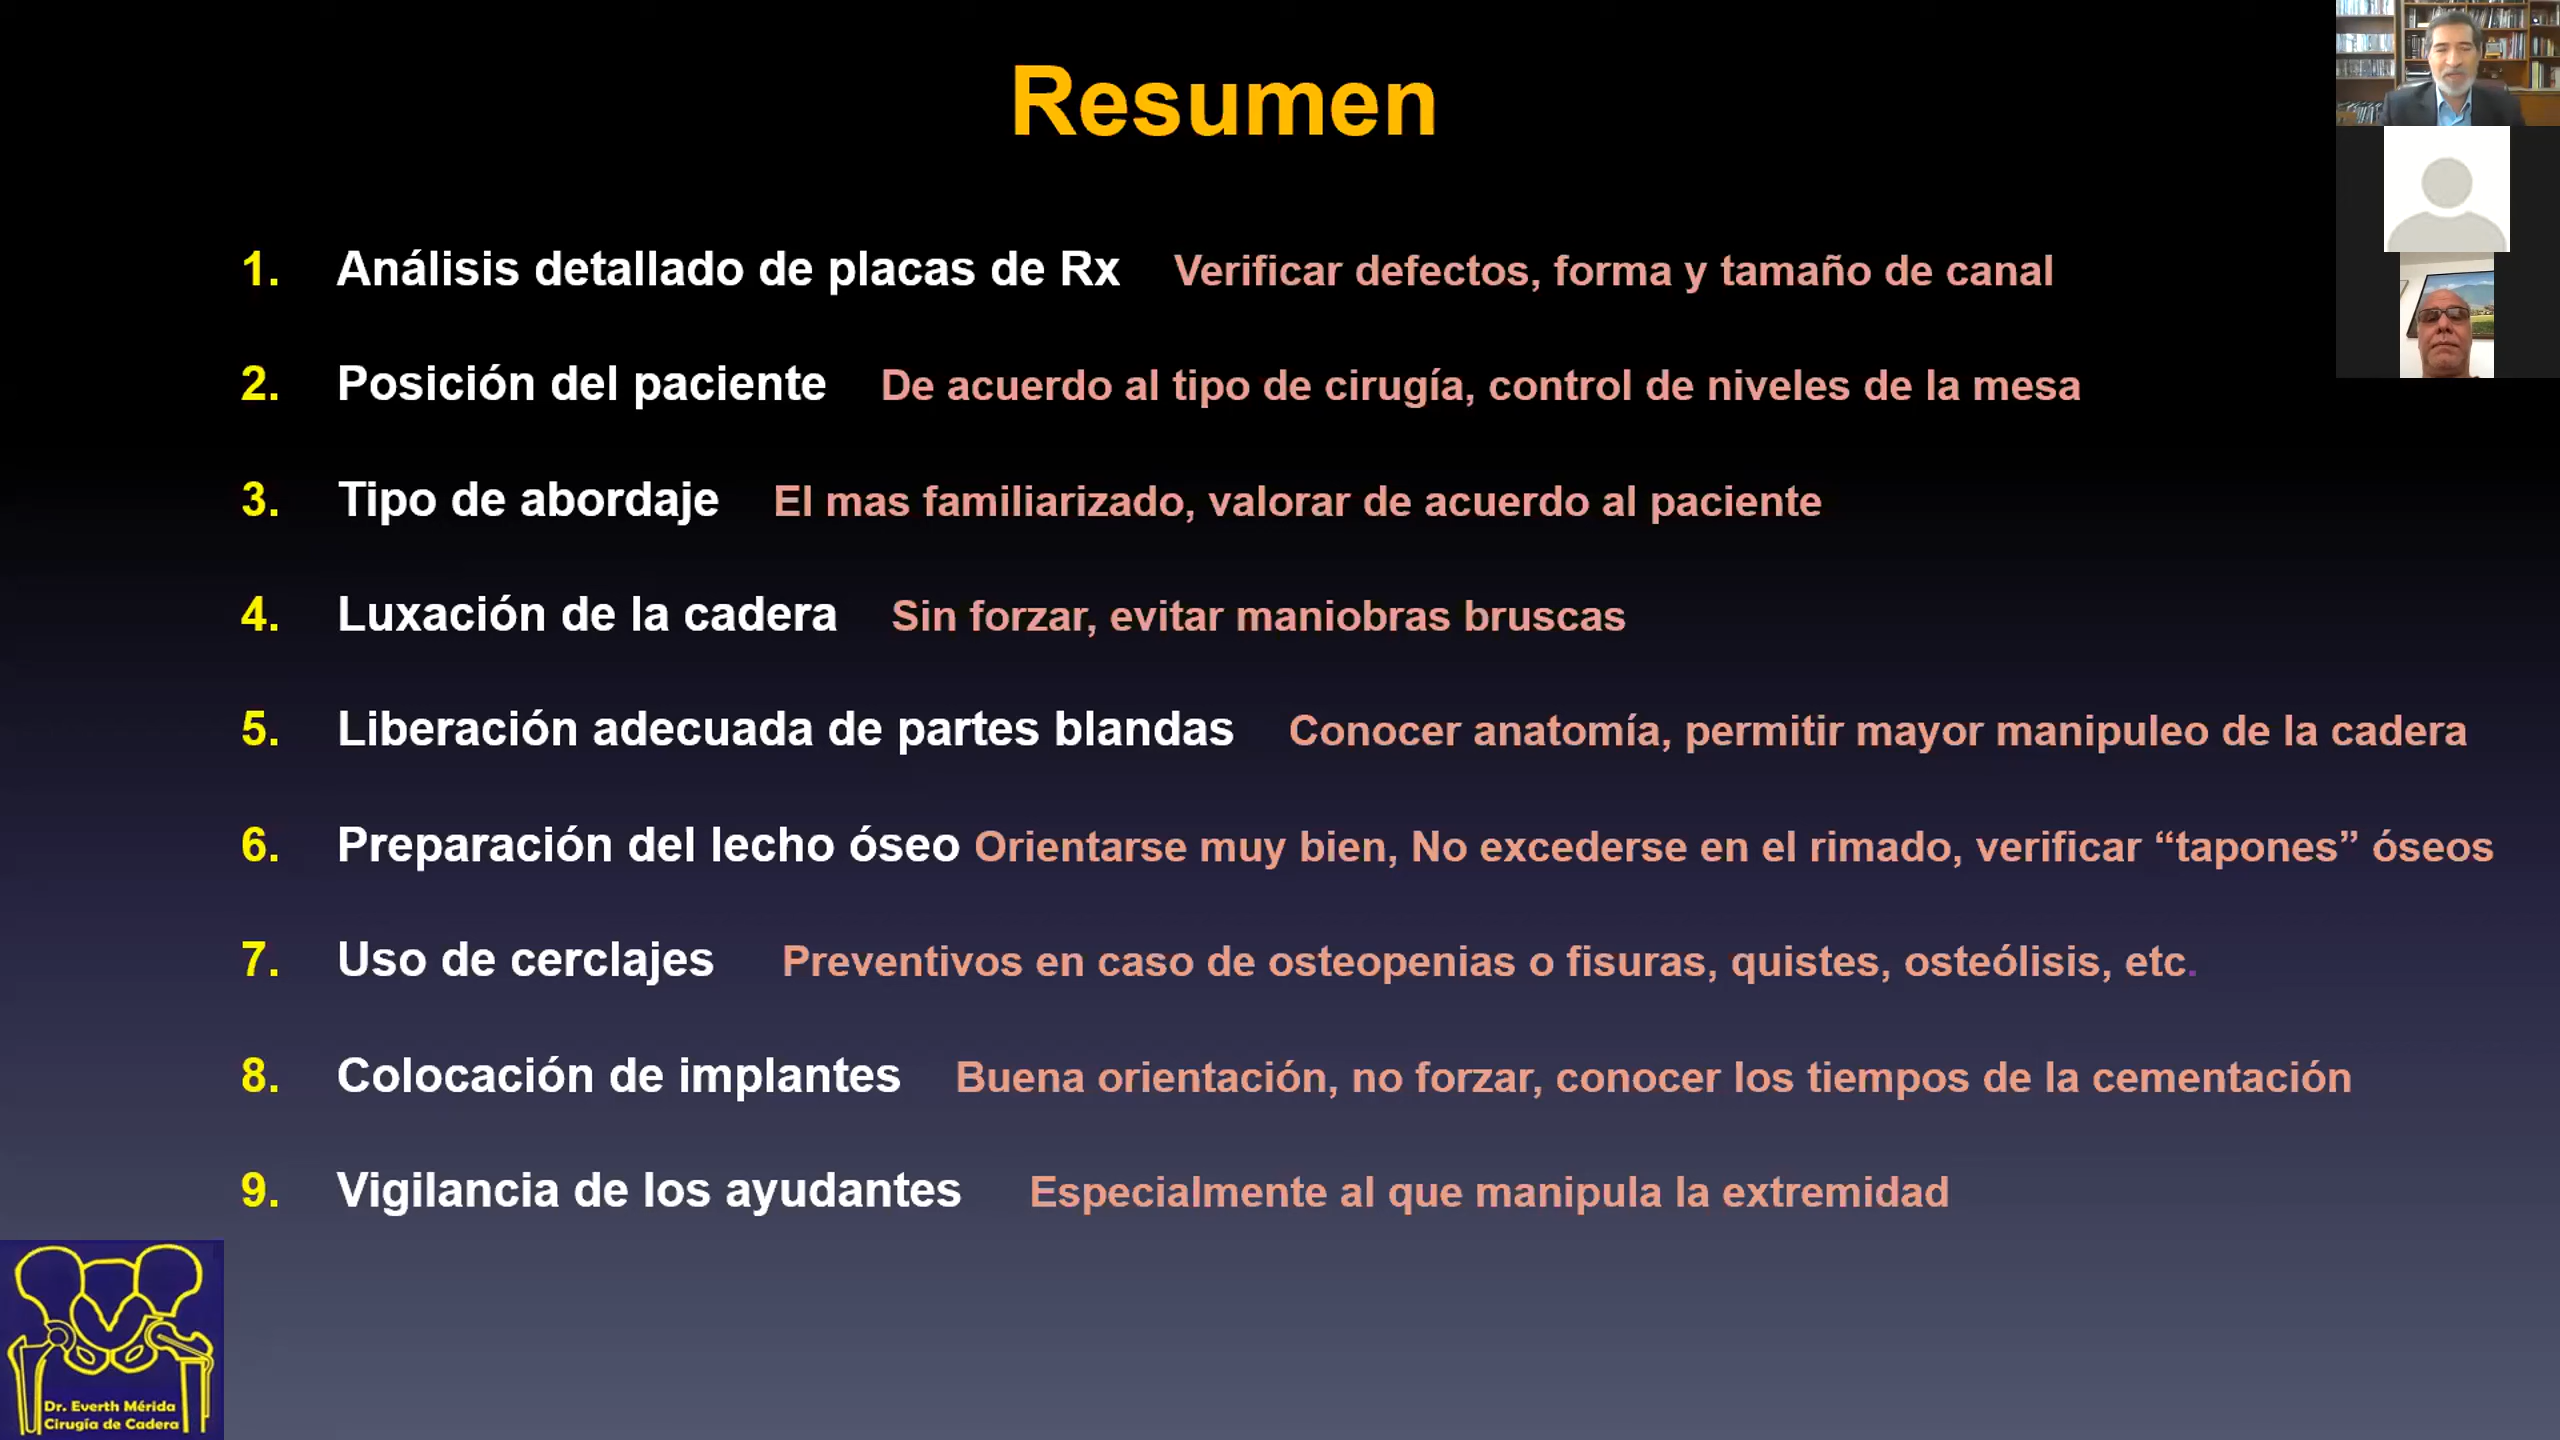 Resumen
1. Análisis detallado de placas de Rx Verificar defectos, forma y tamaño de canal
2. Posición del paciente De acuerdo al tipo de cirugía, control de niveles de la mesa
3. Tipo de abordaje El mas familiarizado, valorar de acuerdo al paciente
4. Luxación de la cadera Sin forzar, evitar maniobras bruscas
5. Liberación adecuada de partes blandas Conocer anatomía, permitir mayor manipuleo de la cadera
6. Preparación del lecho óseo Orientarse muy bien, No excederse en el rimado, verificar “tapones” óseos
7. Uso de cerclajes Preventivos en caso de osteopenias o fisuras, quistes, osteólisis, etc.
8. Colocación de implantes Buena orientación, no forzar, conocer los tiempos de la cementación
9. Vigilancia de los ayudantes Especialmente al que manipula la extremidad
Dr. Everth Mérida
Cirugía de Cadera